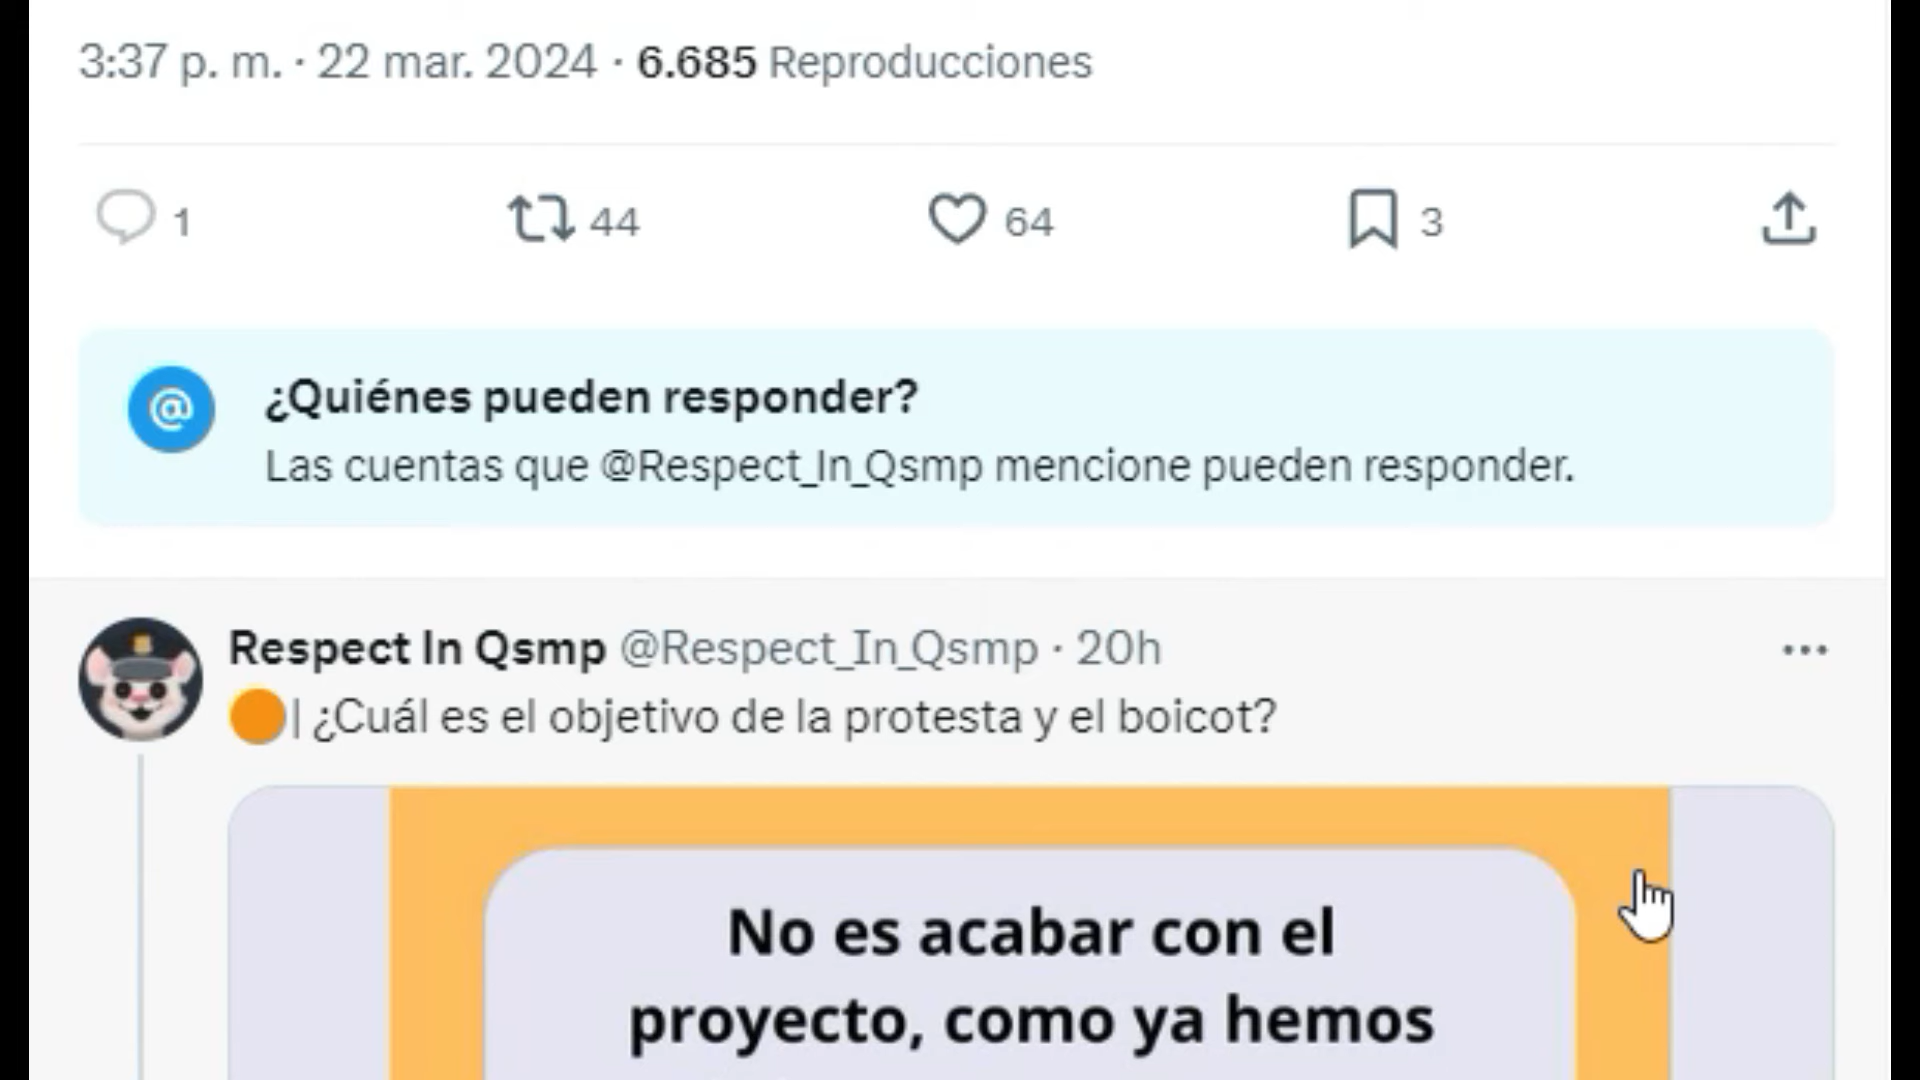 3:37 p. m. · 22 mar. 2024 · 6.685 Reproducciones
1 44 64 3
@ ¿Quiénes pueden responder?
Las cuentas que @Respect_In_Qsmp mencione pueden responder.
Respect In Qsmp @Respect_In_Qsmp · 20h
| ¿Cuál es el objetivo de la protesta y el boicot?
No es acabar con el
proyecto, como ya hemos